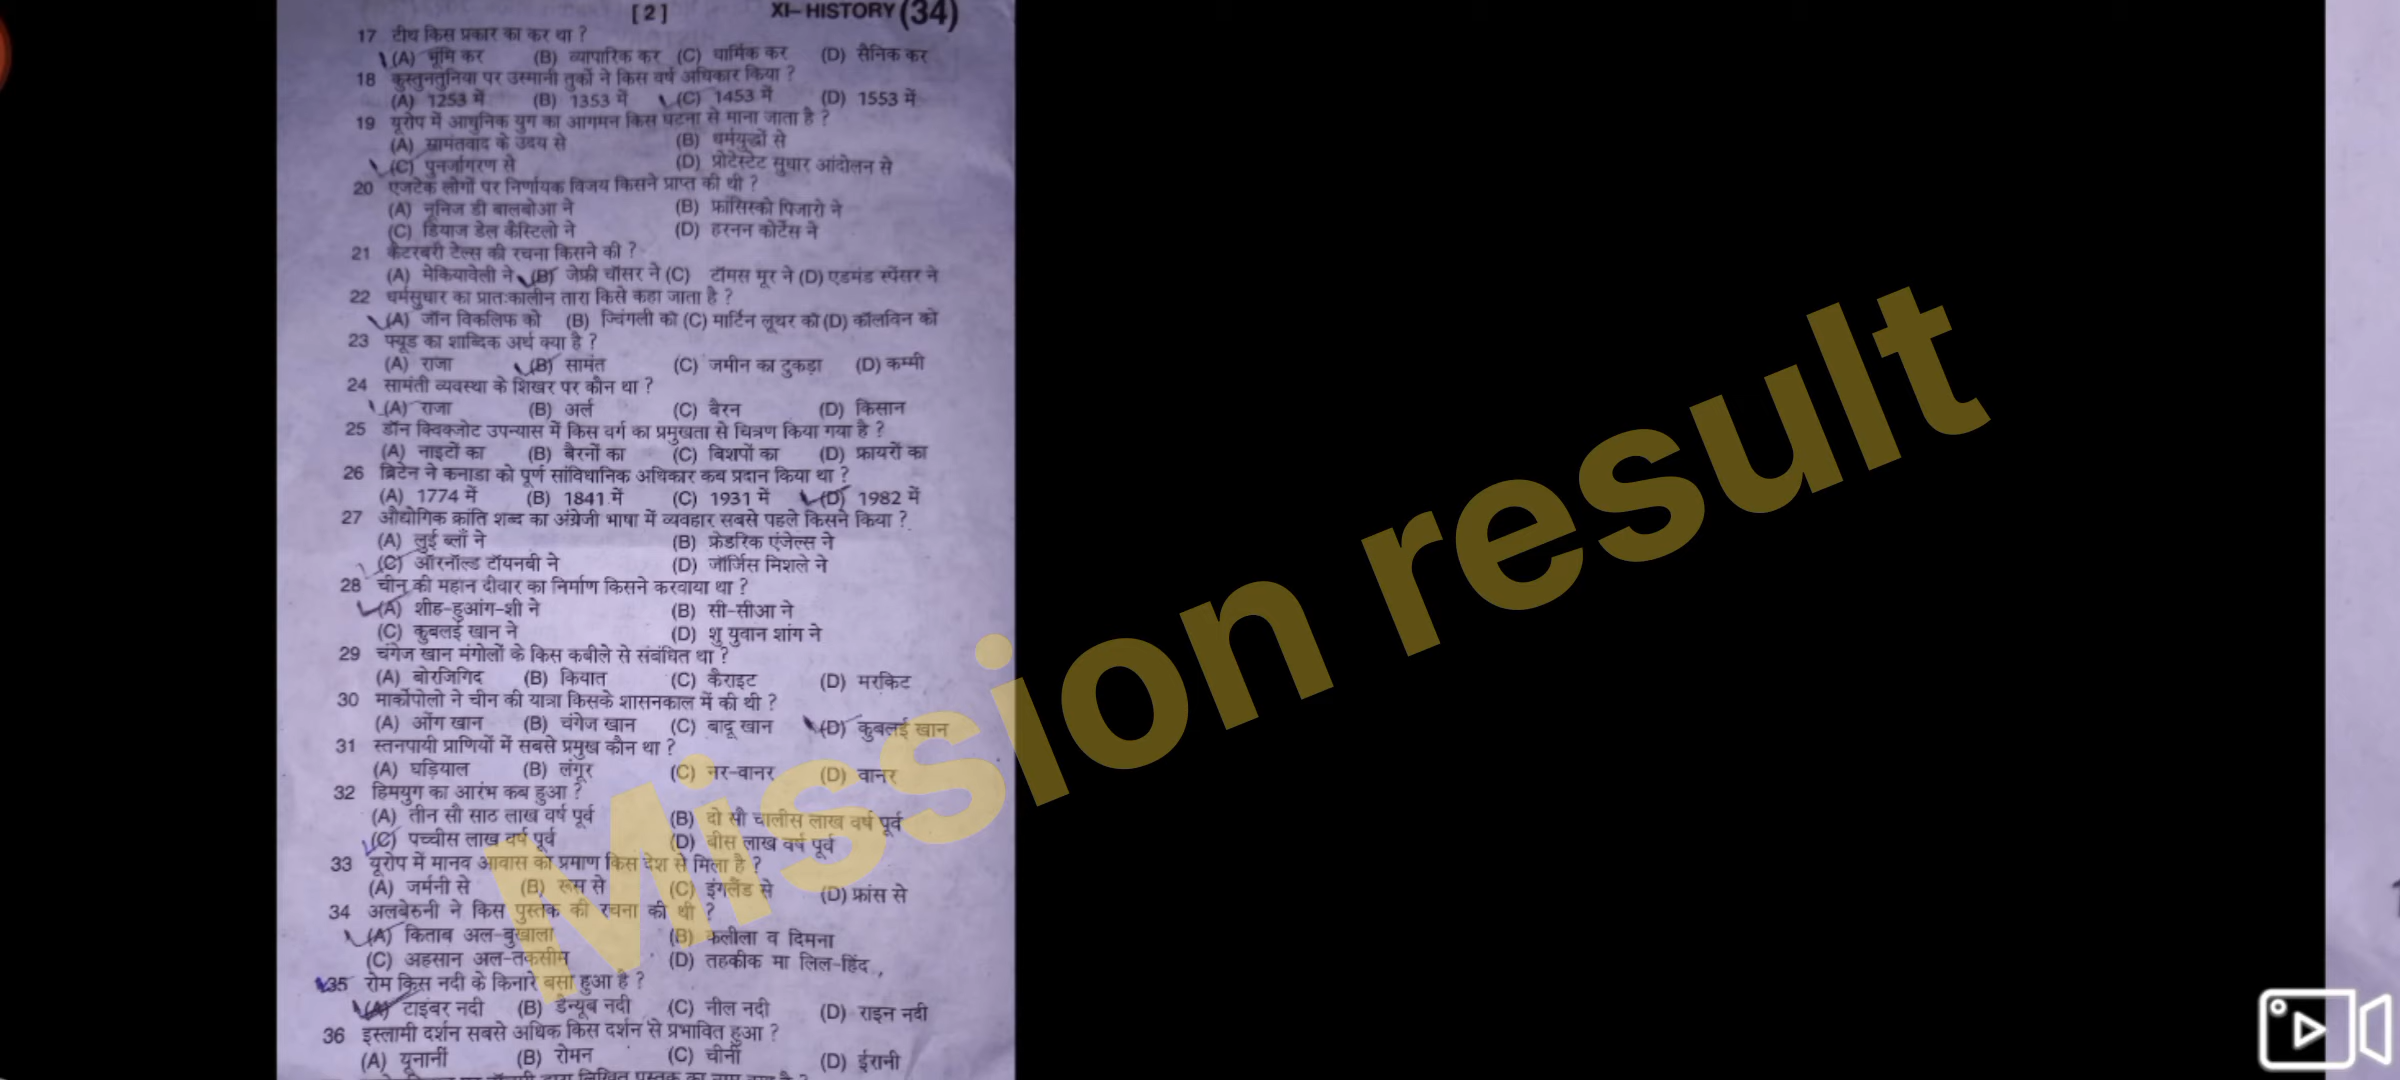 [2] XI–HISTORY (34)
17 टीथ किस प्रकार का कर था ?
(A) भूमि कर (B) व्यापारिक कर (C) धार्मिक कर (D) सैनिक कर
18 कुस्तुनतुनिया पर उस्मानी तुर्कों ने किस वर्ष अधिकार किया ?
(A) 1253 में (B) 1353 में (C) 1453 में (D) 1553 में
19 यूरोप में आधुनिक युग का आगमन किस घटना से माना जाता है ?
(A) सामंतवाद के उदय से (B) धर्मयुद्धों से
(C) पुनर्जागरण से (D) प्रोटेस्टेट सुधार आंदोलन से
20 एजटेक लोगों पर निर्णायक विजय किसने प्राप्त की थी ?
(A) नूनिज डी बालबोआ ने (B) फ्रांसिस्को पिजारो ने
(C) डियाज डेल कैस्टिलो ने (D) हरनन कोर्टेस ने
21 कैंटरबरी टेल्स की रचना किसने की ?
(A) मेकियावेली ने (B) जेफ्री चॉसर ने (C) टॉमस मूर ने (D) एडमंड स्पेंसर ने
22 धर्मसुधार का प्रातःकालीन तारा किसे कहा जाता है ?
(A) जॉन विकलिफ को (B) ज्विंगली को (C) मार्टिन लूथर को (D) कॉलविन को
23 फ्यूड का शाब्दिक अर्थ क्या है ?
(A) राजा (B) सामंत (C) जमीन का टुकड़ा (D) कम्मी
24 सामंती व्यवस्था के शिखर पर कौन था ?
(A) राजा (B) अर्ल (C) बैरन (D) किसान
25 डॉन क्विक्जोट उपन्यास में किस वर्ग का प्रमुखता से चित्रण किया गया है ?
(A) नाइटों का (B) बैरनों का (C) बिशपों का (D) फ्रायरों का
26 ब्रिटेन ने कनाडा को पूर्ण सांविधानिक अधिकार कब प्रदान किया था ?
(A) 1774 में (B) 1841 में (C) 1931 में (D) 1982 में
27 औद्योगिक क्रांति शब्द का अंग्रेजी भाषा में व्यवहार सबसे पहले किसने किया ?
(A) लुई ब्लाँ ने (B) फ्रेडरिक एंजेल्स ने
(C) ऑरनॉल्ड टॉयनबी ने (D) जॉर्जिस मिशले ने
28 चीन की महान दीवार का निर्माण किसने करवाया था ?
(A) शीह-हुआंग-शी ने (B) सी-सीआ ने
(C) कुबलई खान ने (D) शु युवान शांग ने
29 चंगेज खान मंगोलों के किस कबीले से संबंधित था ?
(A) बोरजिगिद (B) कियात (C) कैराइट (D) मरकिट
30 मार्कोपोलो ने चीन की यात्रा किसके शासनकाल में की थी ?
(A) ओंग खान (B) चंगेज खान (C) बादू खान (D) कुबलई खान
31 स्तनपायी प्राणियों में सबसे प्रमुख कौन था ?
(A) घड़ियाल (B) लंगूर (C) नर-वानर (D) वानर
32 हिमयुग का आरंभ कब हुआ ?
(A) तीन सौ साठ लाख वर्ष पूर्व (B) दो सौ चालीस लाख वर्ष पूर्व
(C) पच्चीस लाख वर्ष पूर्व (D) बीस लाख वर्ष पूर्व
33 यूरोप में मानव आवास का प्रमाण किस देश से मिला है ?
(A) जर्मनी से (B) रूस से (C) इंगलैंड से (D) फ्रांस से
34 अलबेरुनी ने किस पुस्तक की रचना की थी ?
(A) किताब अल-बुखाला (B) कलीला व दिमना
(C) अहसान अल-तकसीम (D) तहकीक मा लिल-हिंद
35 रोम किस नदी के किनारे बसा हुआ है ?
(A) टाइबर नदी (B) डेन्यूब नदी (C) नील नदी (D) राइन नदी
36 इस्लामी दर्शन सबसे अधिक किस दर्शन से प्रभावित हुआ ?
(A) यूनानी (B) रोमन (C) चीनी (D) ईरानी
Mission result